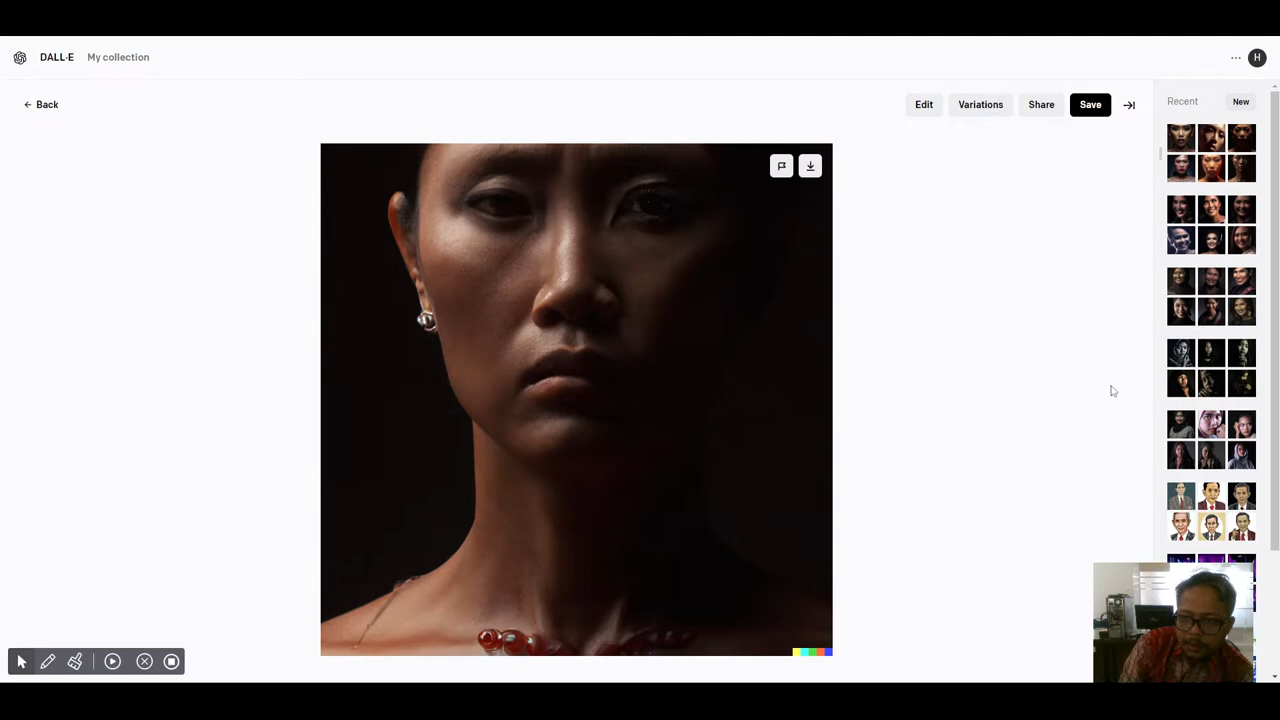 DALL·E My collection
H
Back
Edit Variations Share Save
Recent New